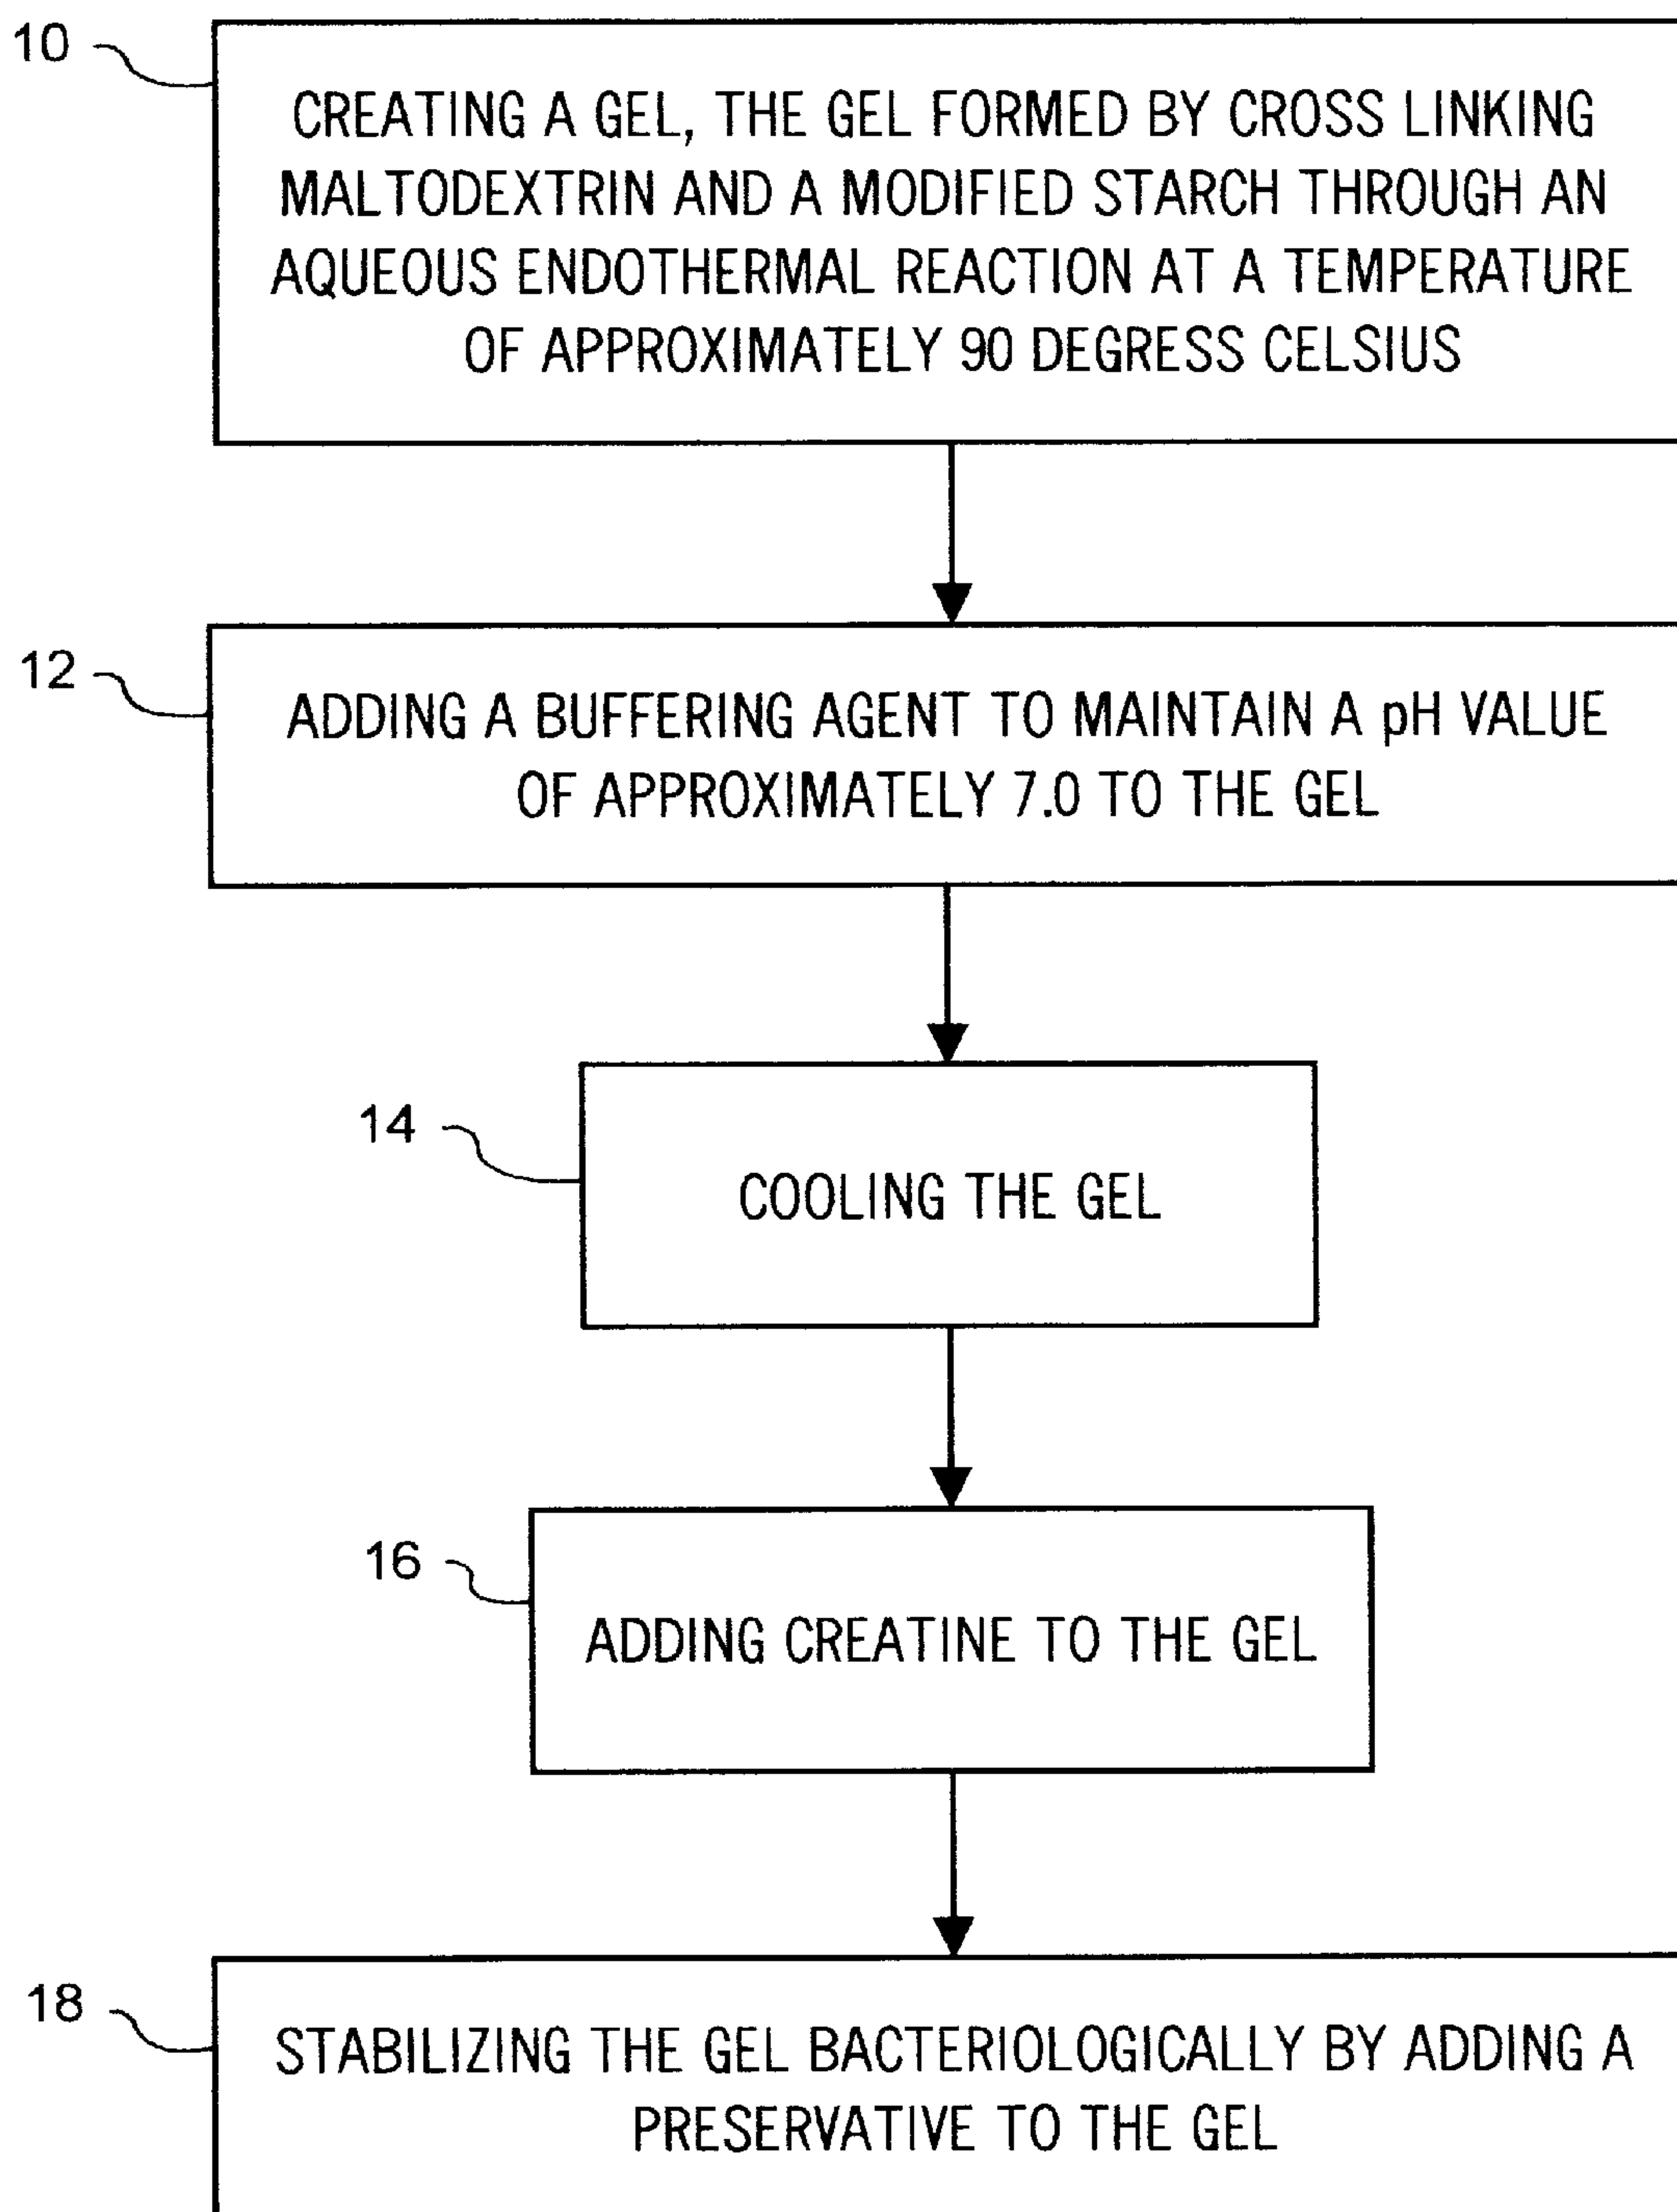 10
CREATING A GEL, THE GEL FORMED BY CROSS LINKING
MALTODEXTRIN AND A MODIFIED STARCH THROUGH AN
AQUEOUS ENDOTHERMAL REACTION AT A TEMPERATURE
OF APPROXIMATELY 90 DEGRESS CELSIUS
12
ADDING A BUFFERING AGENT TO MAINTAIN A pH VALUE
OF APPROXIMATELY 7.0 TO THE GEL
14
COOLING THE GEL
16
ADDING CREATINE TO THE GEL
18
STABILIZING THE GEL BACTERIOLOGICALLY BY ADDING A
PRESERVATIVE TO THE GEL